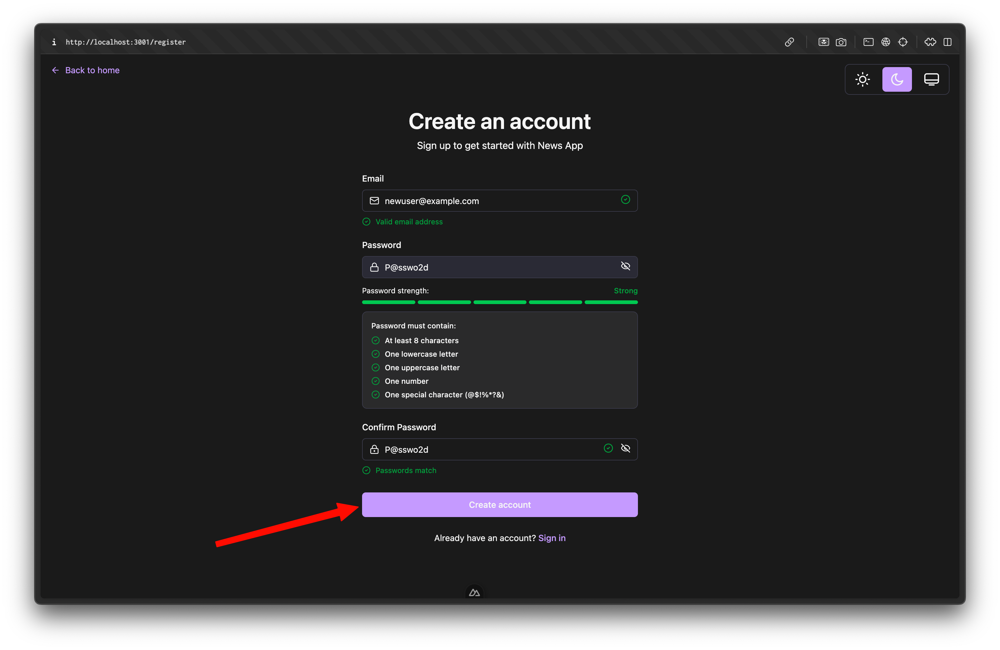 http://localhost:3001/register
Back to home
Create an account
Sign up to get started with News App
Email
newuser@example.com
Valid email address
Password
P@sswo2d
Password strength: Strong
Password must contain:
At least 8 characters
One lowercase letter
One uppercase letter
One number
One special character (@$!%*?&)
Confirm Password
P@sswo2d
Passwords match
Create account
Already have an account? Sign in